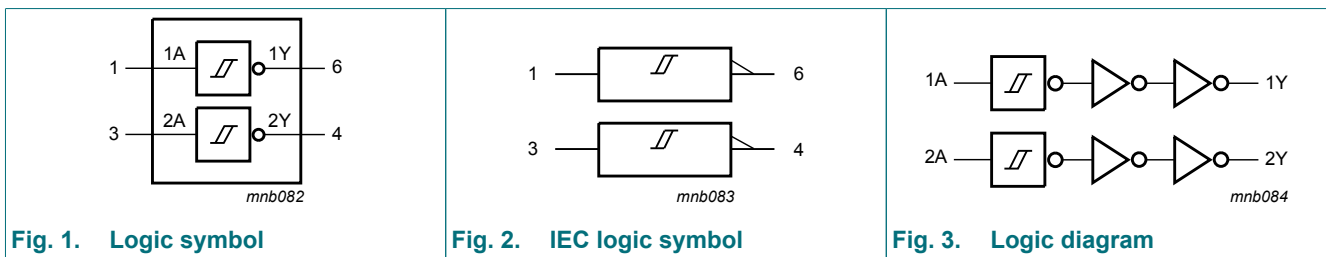 1 1A 1Y 6
3 2A 2Y 4
mnb082
Fig. 1. Logic symbol
1 6
3 4
mnb083
Fig. 2. IEC logic symbol
1A 1Y
2A 2Y
mnb084
Fig. 3. Logic diagram